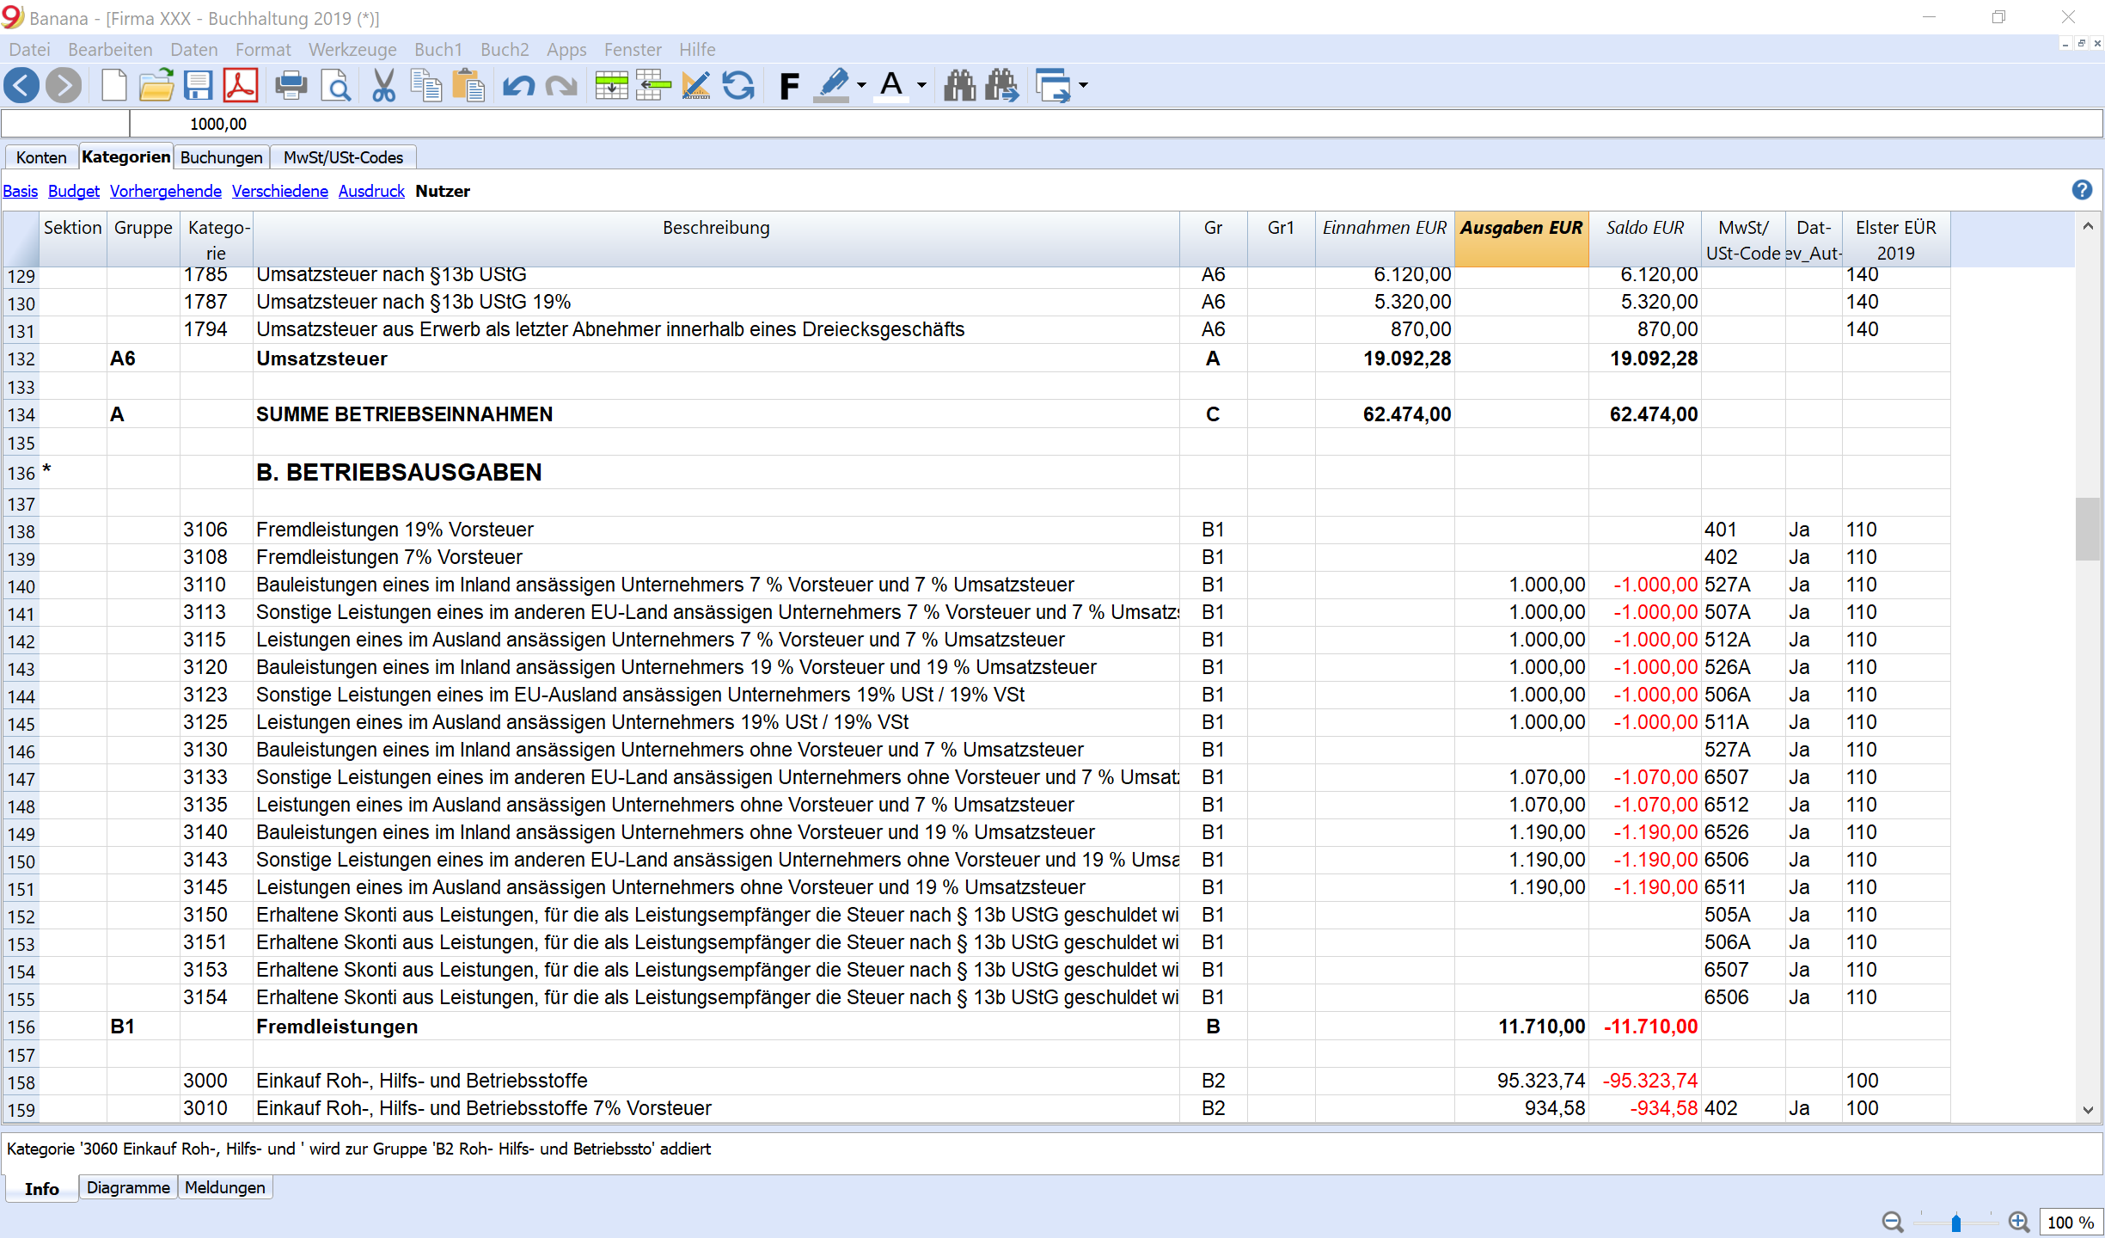 Banana - [Firma XXX - Buchhaltung 2019 (*)]
Datei Bearbeiten Daten Format Werkzeuge Buch1 Buch2 Apps Fenster Hilfe
F A
1000,00
Konten Kategorien Buchungen MwSt/USt-Codes
Basis Budget Vorhergehende Verschiedene Ausdruck Nutzer ?
Sektion Gruppe Katego- Beschreibung Gr Gr1 Einnahmen EUR Ausgaben EUR Saldo EUR MwSt/ Dat- Elster EÜR
rie USt-Code ev_Aut- 2019
129 1785 Umsatzsteuer nach §13b UStG A6 6.120,00 6.120,00 140
130 1787 Umsatzsteuer nach §13b UStG 19% A6 5.320,00 5.320,00 140
131 1794 Umsatzsteuer aus Erwerb als letzter Abnehmer innerhalb eines Dreiecksgeschäfts A6 870,00 870,00 140
132 A6 Umsatzsteuer A 19.092,28 19.092,28
133
134 A SUMME BETRIEBSEINNAHMEN C 62.474,00 62.474,00
135
136 * B. BETRIEBSAUSGABEN
137
138 3106 Fremdleistungen 19% Vorsteuer B1 401 Ja 110
139 3108 Fremdleistungen 7% Vorsteuer B1 402 Ja 110
140 3110 Bauleistungen eines im Inland ansässigen Unternehmers 7 % Vorsteuer und 7 % Umsatzsteuer B1 1.000,00 -1.000,00 527A Ja 110
141 3113 Sonstige Leistungen eines im anderen EU-Land ansässigen Unternehmers 7 % Vorsteuer und 7 % Umsatzs B1 1.000,00 -1.000,00 507A Ja 110
142 3115 Leistungen eines im Ausland ansässigen Unternehmers 7 % Vorsteuer und 7 % Umsatzsteuer B1 1.000,00 -1.000,00 512A Ja 110
143 3120 Bauleistungen eines im Inland ansässigen Unternehmers 19 % Vorsteuer und 19 % Umsatzsteuer B1 1.000,00 -1.000,00 526A Ja 110
144 3123 Sonstige Leistungen eines im EU-Ausland ansässigen Unternehmers 19% USt / 19% VSt B1 1.000,00 -1.000,00 506A Ja 110
145 3125 Leistungen eines im Ausland ansässigen Unternehmers 19% USt / 19% VSt B1 1.000,00 -1.000,00 511A Ja 110
146 3130 Bauleistungen eines im Inland ansässigen Unternehmers ohne Vorsteuer und 7 % Umsatzsteuer B1 527A Ja 110
147 3133 Sonstige Leistungen eines im anderen EU-Land ansässigen Unternehmers ohne Vorsteuer und 7 % Umsatz B1 1.070,00 -1.070,00 6507 Ja 110
148 3135 Leistungen eines im Ausland ansässigen Unternehmers ohne Vorsteuer und 7 % Umsatzsteuer B1 1.070,00 -1.070,00 6512 Ja 110
149 3140 Bauleistungen eines im Inland ansässigen Unternehmers ohne Vorsteuer und 19 % Umsatzsteuer B1 1.190,00 -1.190,00 6526 Ja 110
150 3143 Sonstige Leistungen eines im anderen EU-Land ansässigen Unternehmers ohne Vorsteuer und 19 % Umsa B1 1.190,00 -1.190,00 6506 Ja 110
151 3145 Leistungen eines im Ausland ansässigen Unternehmers ohne Vorsteuer und 19 % Umsatzsteuer B1 1.190,00 -1.190,00 6511 Ja 110
152 3150 Erhaltene Skonti aus Leistungen, für die als Leistungsempfänger die Steuer nach § 13b UStG geschuldet wi B1 505A Ja 110
153 3151 Erhaltene Skonti aus Leistungen, für die als Leistungsempfänger die Steuer nach § 13b UStG geschuldet wi B1 506A Ja 110
154 3153 Erhaltene Skonti aus Leistungen, für die als Leistungsempfänger die Steuer nach § 13b UStG geschuldet wi B1 6507 Ja 110
155 3154 Erhaltene Skonti aus Leistungen, für die als Leistungsempfänger die Steuer nach § 13b UStG geschuldet wi B1 6506 Ja 110
156 B1 Fremdleistungen B 11.710,00 -11.710,00
157
158 3000 Einkauf Roh-, Hilfs- und Betriebsstoffe B2 95.323,74 -95.323,74 100
159 3010 Einkauf Roh-, Hilfs- und Betriebsstoffe 7% Vorsteuer B2 934,58 -934,58 402 Ja 100
Kategorie '3060 Einkauf Roh-, Hilfs- und ' wird zur Gruppe 'B2 Roh- Hilfs- und Betriebssto' addiert
Info Diagramme Meldungen
100 %